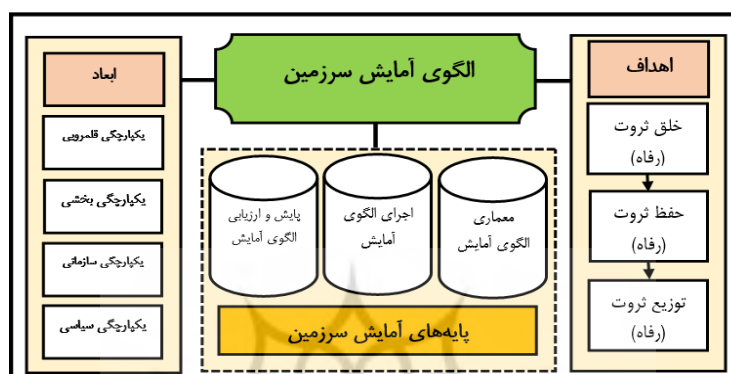 الگوی آمایش سرزمین
اهداف
خلق ثروت
(رفاه)
حفظ ثروت
(رفاه)
توزیع ثروت
(رفاه)
معماری
الگوی آمایش
اجرای الگوی
آمایش
پایش و ارزیابی
الگوی آمایش
پایه‌های آمایش سرزمین
ابعاد
یکپارچگی قلمرویی
یکپارچگی بخشی
یکپارچگی سازمانی
یکپارچگی سیاسی